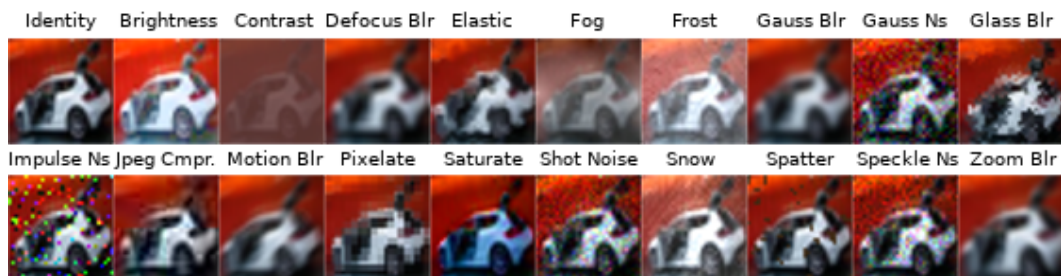 Identity Brightness Contrast Defocus Blr Elastic Fog Frost Gauss Blr Gauss Ns Glass Blr
Impulse Ns Jpeg Cmpr. Motion Blr Pixelate Saturate Shot Noise Snow Spatter Speckle Ns Zoom Blr